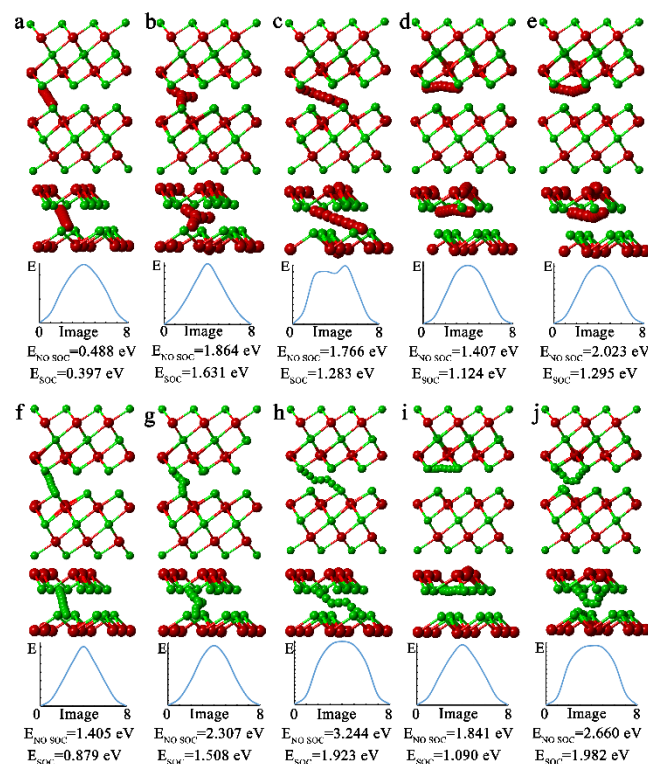 a b c d e
E E E E E
0 Image 8 0 Image 8 0 Image 8 0 Image 8 0 Image 8
E_NO SOC=0.488 eV E_NO SOC=1.864 eV E_NO SOC=1.766 eV E_NO SOC=1.407 eV E_NO SOC=2.023 eV
E_SOC=0.397 eV E_SOC=1.631 eV E_SOC=1.283 eV E_SOC=1.124 eV E_SOC=1.295 eV
f g h i j
E E E E E
0 Image 8 0 Image 8 0 Image 8 0 Image 8 0 Image 8
E_NO SOC=1.405 eV E_NO SOC=2.307 eV E_NO SOC=3.244 eV E_NO SOC=1.841 eV E_NO SOC=2.660 eV
E_SOC=0.879 eV E_SOC=1.508 eV E_SOC=1.923 eV E_SOC=1.090 eV E_SOC=1.982 eV